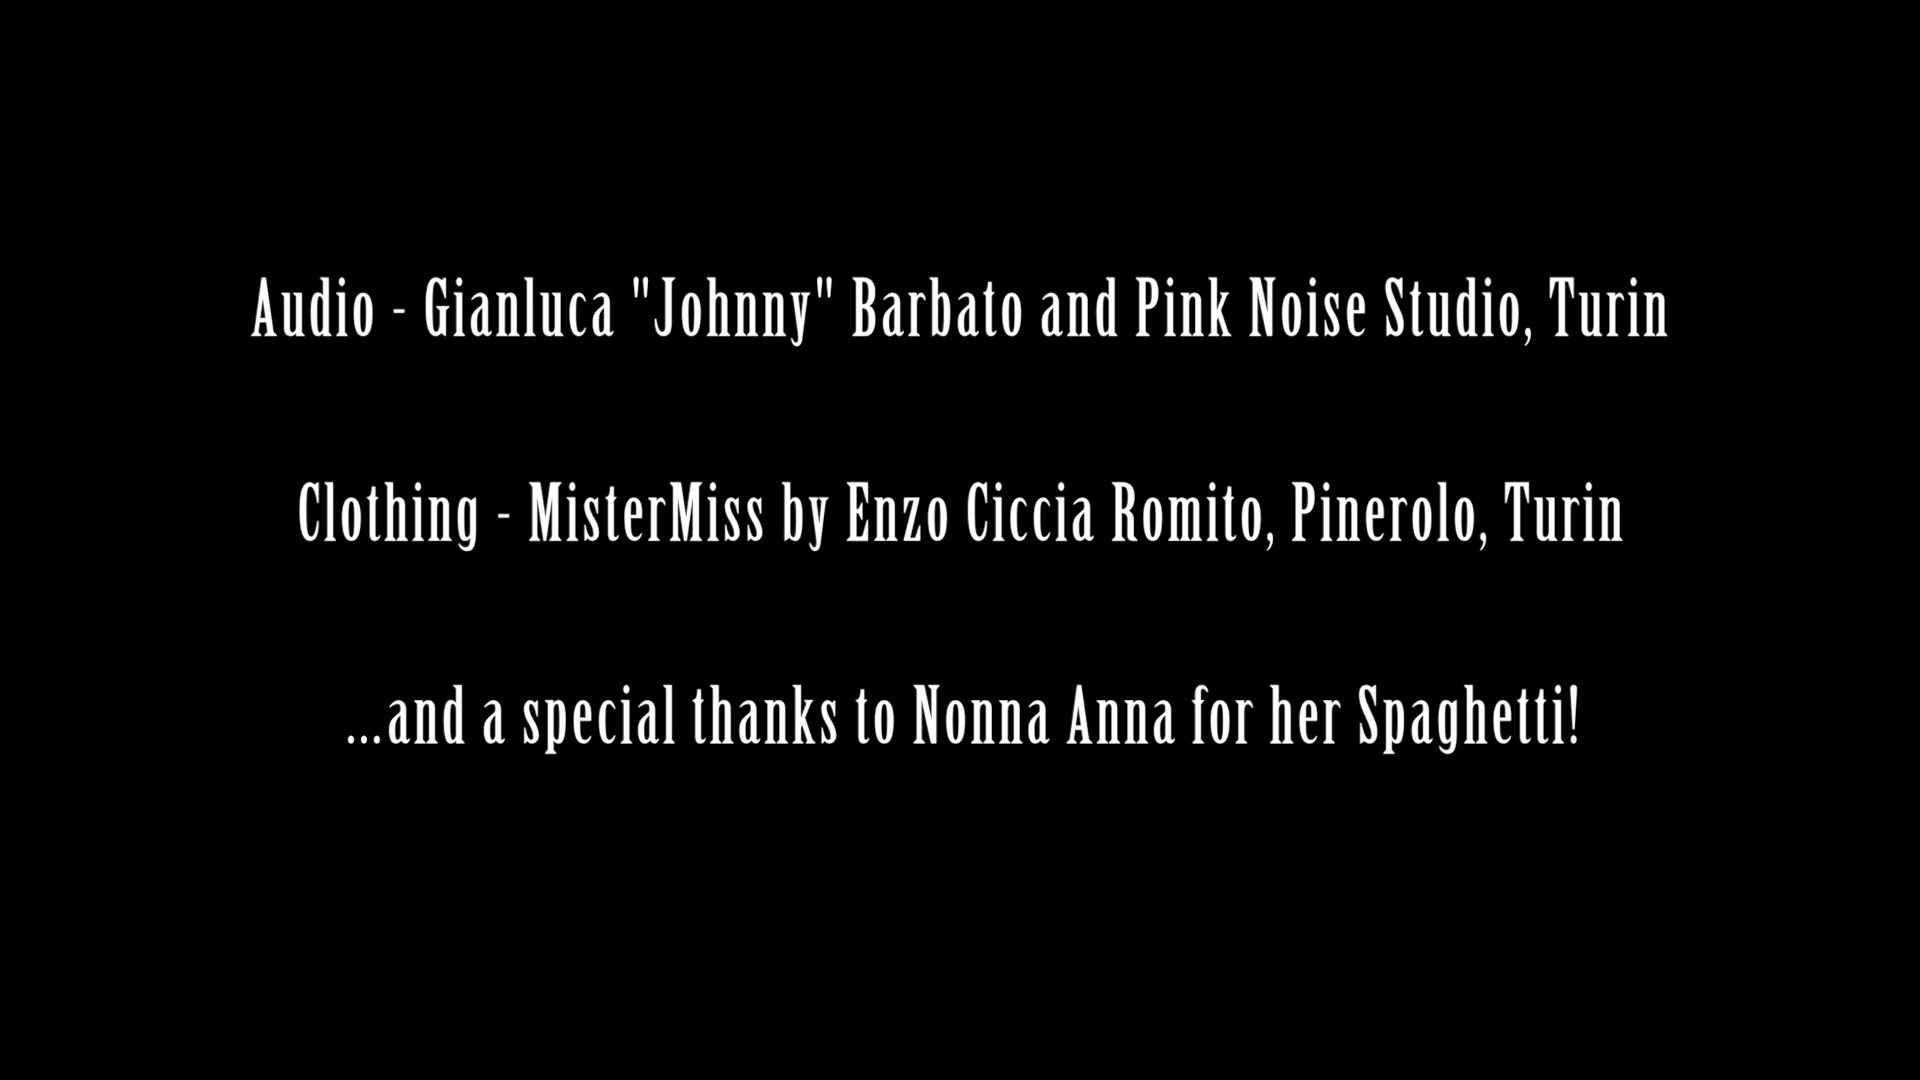 Audio - Gianluca "Johnny" Barbato and Pink Noise Studio, Turin
Clothing - MisterMiss by Enzo Ciccia Romito, Pinerolo, Turin
...and a special thanks to Nonna Anna for her Spaghetti!